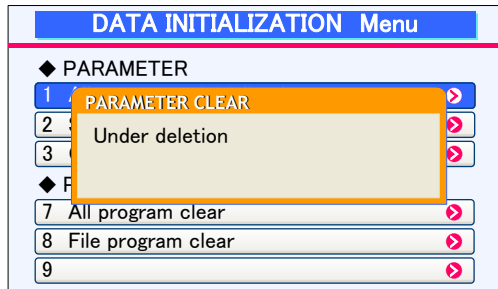 DATA INITIALIZATION Menu
◆ PARAMETER
1
PARAMETER CLEAR
2
Under deletion
3
◆
7 All program clear
8 File program clear
9